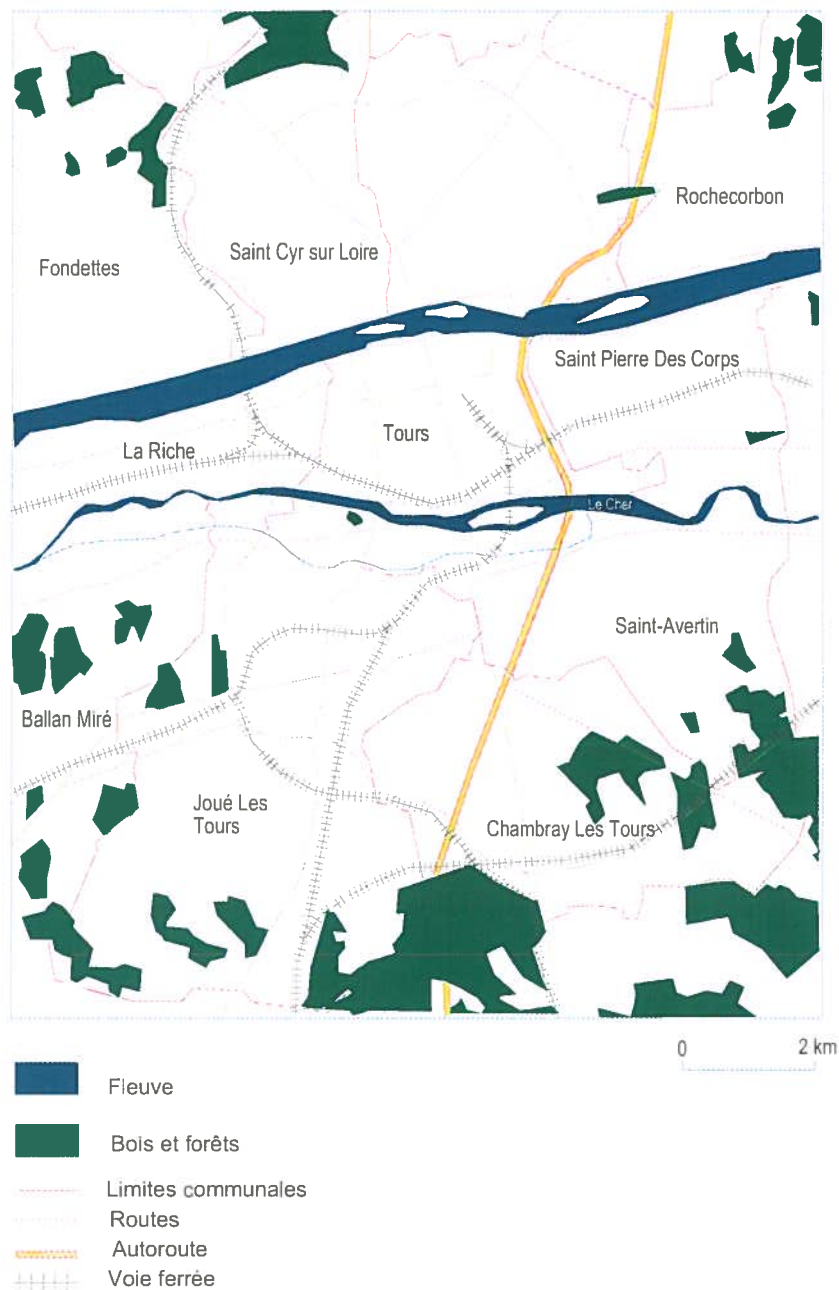 Rochecorbon
Saint Cyr sur Loire
Fondettes
Saint Pierre Des Corps
Tours
La Riche
Le Cher
Saint-Avertin
Ballan Miré
Joué Les
Tours
Chambray Les Tours
0 2 km
Fleuve
Bois et forêts
Limites communales
Routes
Autoroute
Voie ferrée